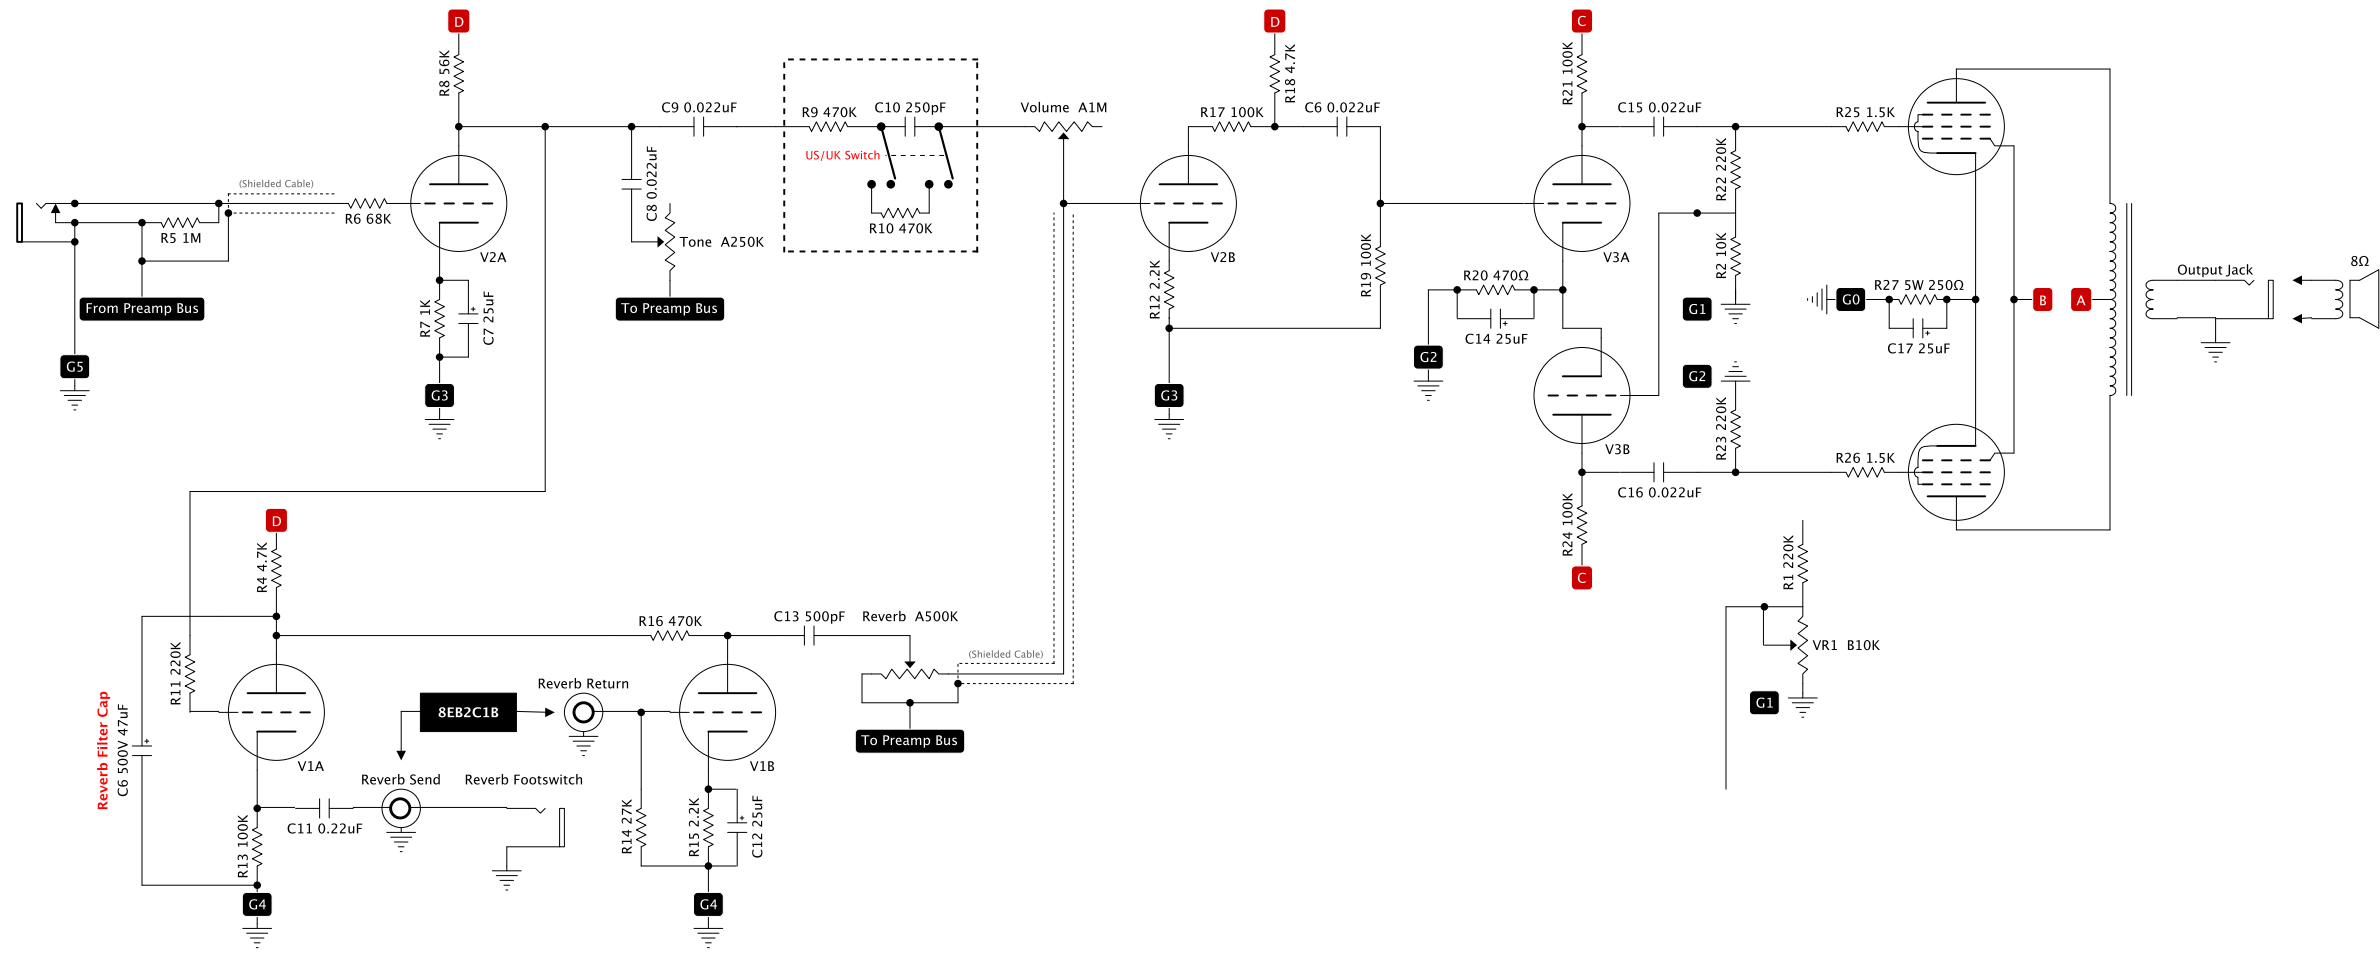 D
D
C
R8 56K
R18 4.7K
R21 100K
C9 0.022uF
R9 470K
C10 250pF
Volume  A1M
R17 100K
C6 0.022uF
C15 0.022uF
R25 1.5K
US/UK Switch
C8 0.022uF
R22 220K
(Shielded Cable)
R6 68K
R5 1M
R10 470K
Tone  A250K
V2A
V2B
V3A
R19 100K
R2 10K
R12 2.2K
R20 470Ω
C14 25uF
8Ω
Output Jack
R27 5W 250Ω
G0
B
A
From Preamp Bus
To Preamp Bus
G1
R7 1K
C7 25uF
C17 25uF
G5
G2
G2
G3
G3
R23 220K
V3B
R26 1.5K
C16 0.022uF
R24 100K
D
C
R4 4.7K
R1 220K
C13 500pF
Reverb  A500K
R16 470K
VR1  B10K
(Shielded Cable)
R11 220K
Reverb Return
8EB2C1B
G1
Reverb Filter Cap
C6 500V 47uF
To Preamp Bus
V1A
V1B
Reverb Send
Reverb Footswitch
C11 0.22uF
R13 100K
R14 27K
R15 2.2K
C12 25uF
G4
G4